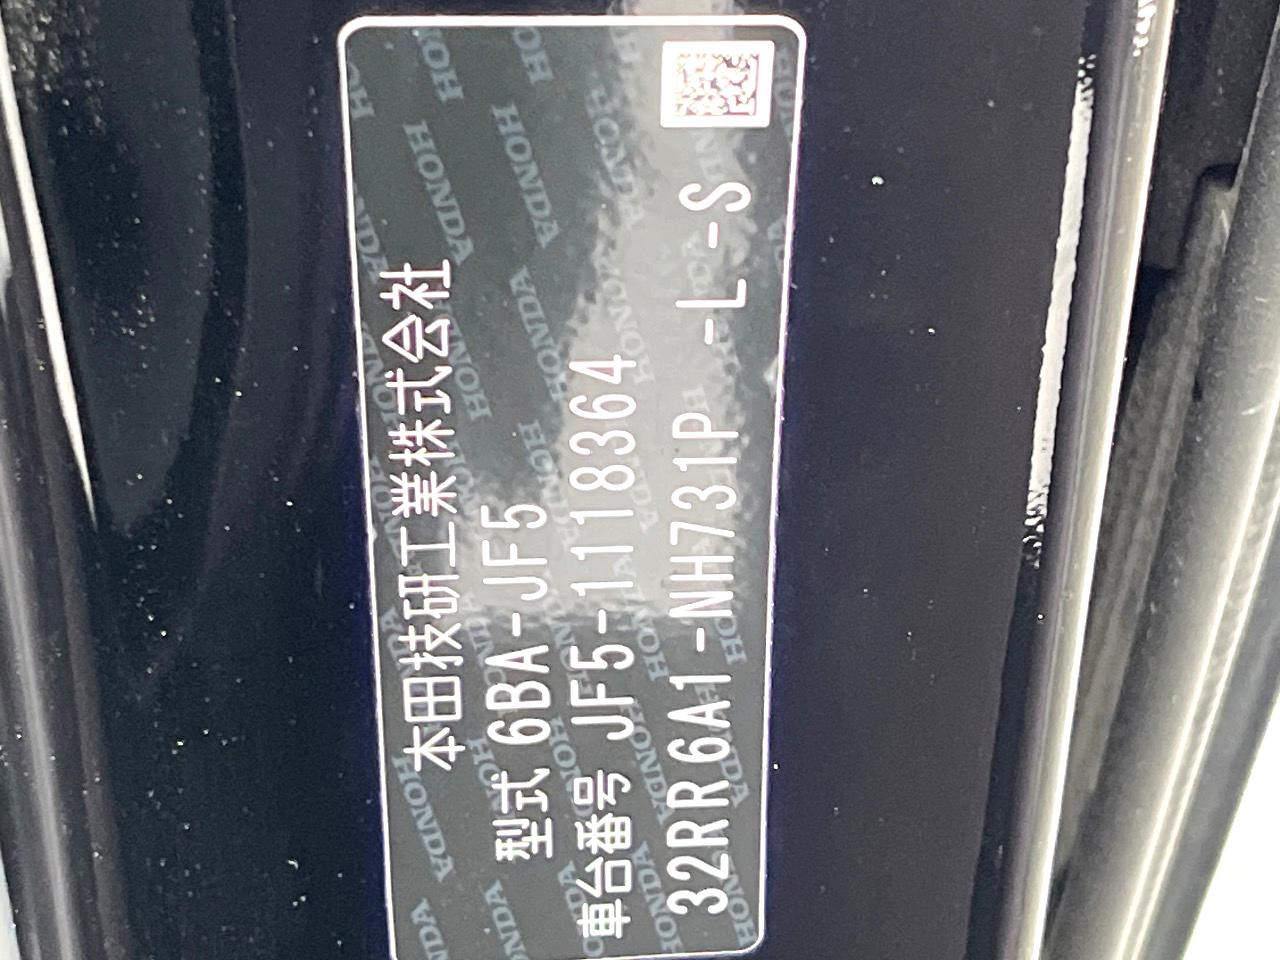 本田技研工業株式会社
型式 6BA-JF5
車台番号 JF5-1118364
32RR6A1-NH731P -L -S